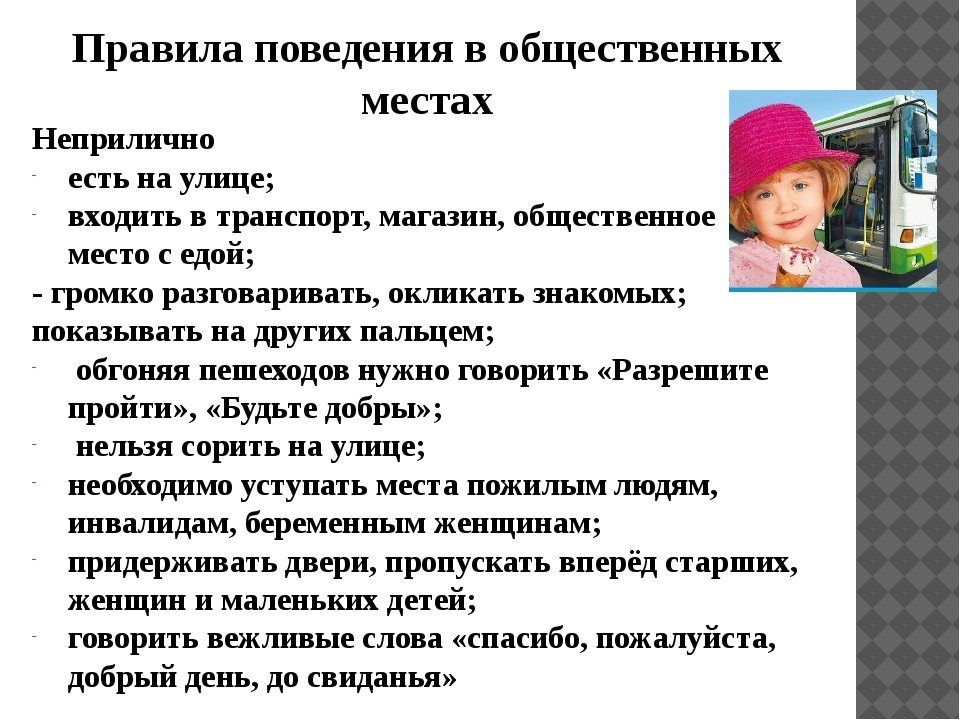 Правила поведения в общественных
местах
Неприлично
- есть на улице;
- входить в транспорт, магазин, общественное
место с едой;
- громко разговаривать, окликать знакомых;
показывать на других пальцем;
- обгоняя пешеходов нужно говорить «Разрешите
пройти», «Будьте добры»;
- нельзя сорить на улице;
- необходимо уступать места пожилым людям,
инвалидам, беременным женщинам;
- придерживать двери, пропускать вперёд старших,
женщин и маленьких детей;
- говорить вежливые слова «спасибо, пожалуйста,
добрый день, до свиданья»